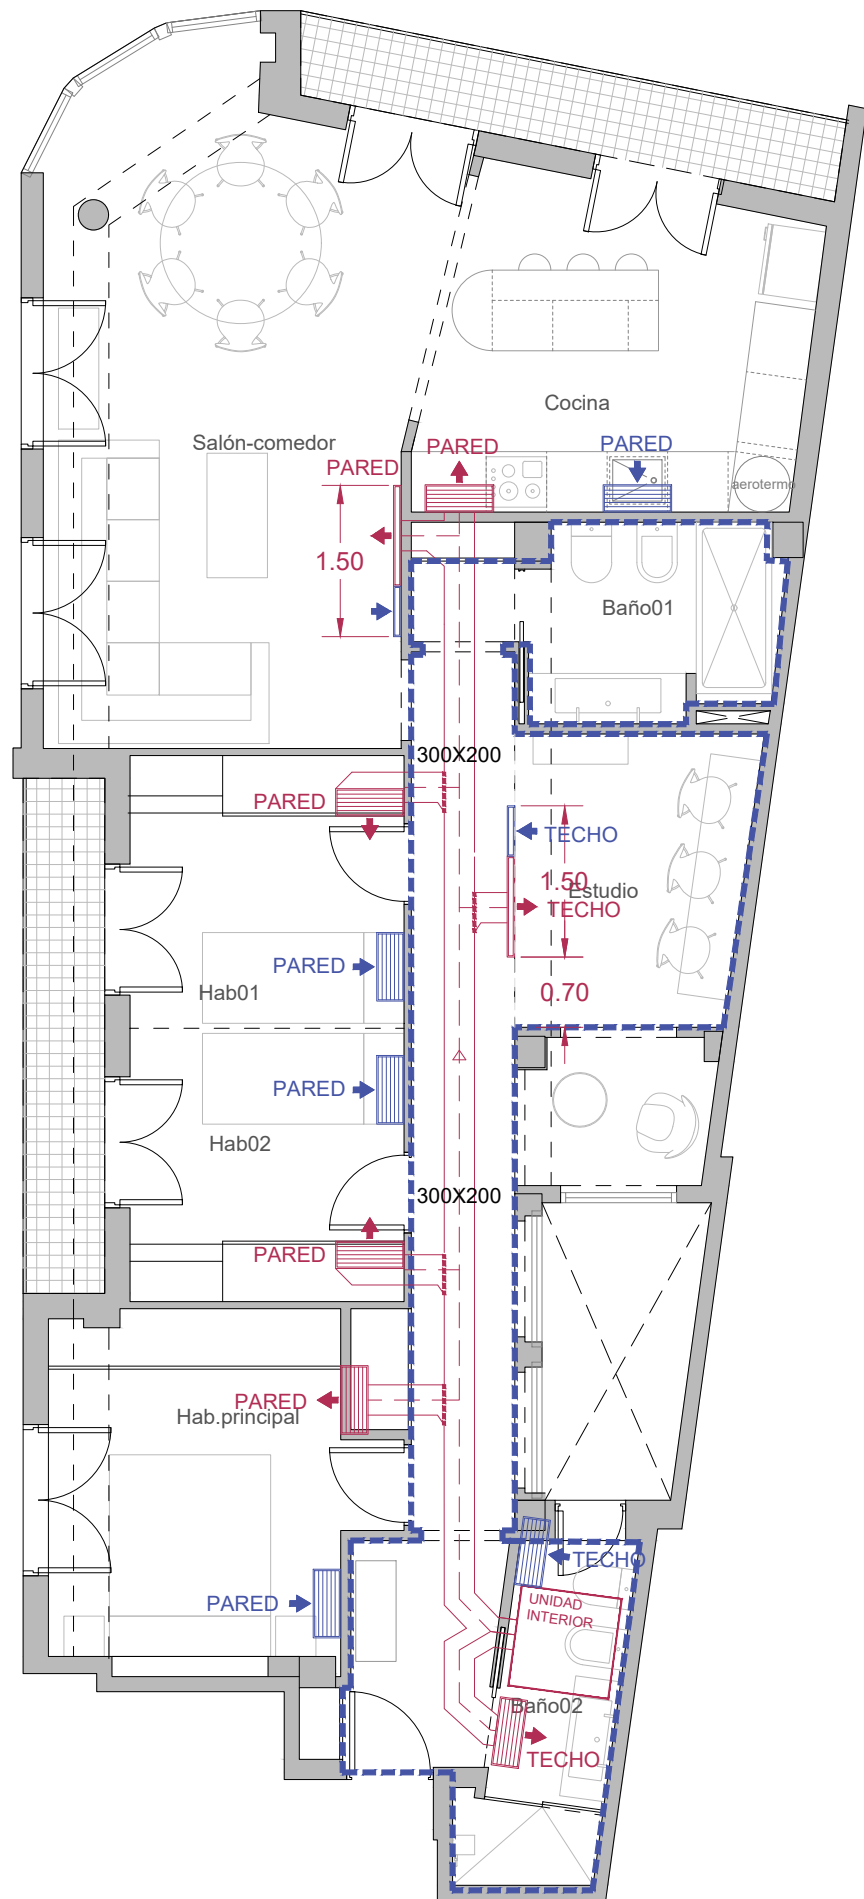 Cocina
Salón-comedor
PARED
PARED
PARED
aerotermo
1.50
Baño01
300X200
PARED
TECHO
1.50
Estudio
TECHO
PARED
Hab01
0.70
PARED
Hab02
300X200
PARED
PARED
Hab.principal
TECHO
PARED
UNIDAD
INTERIOR
Baño02
TECHO